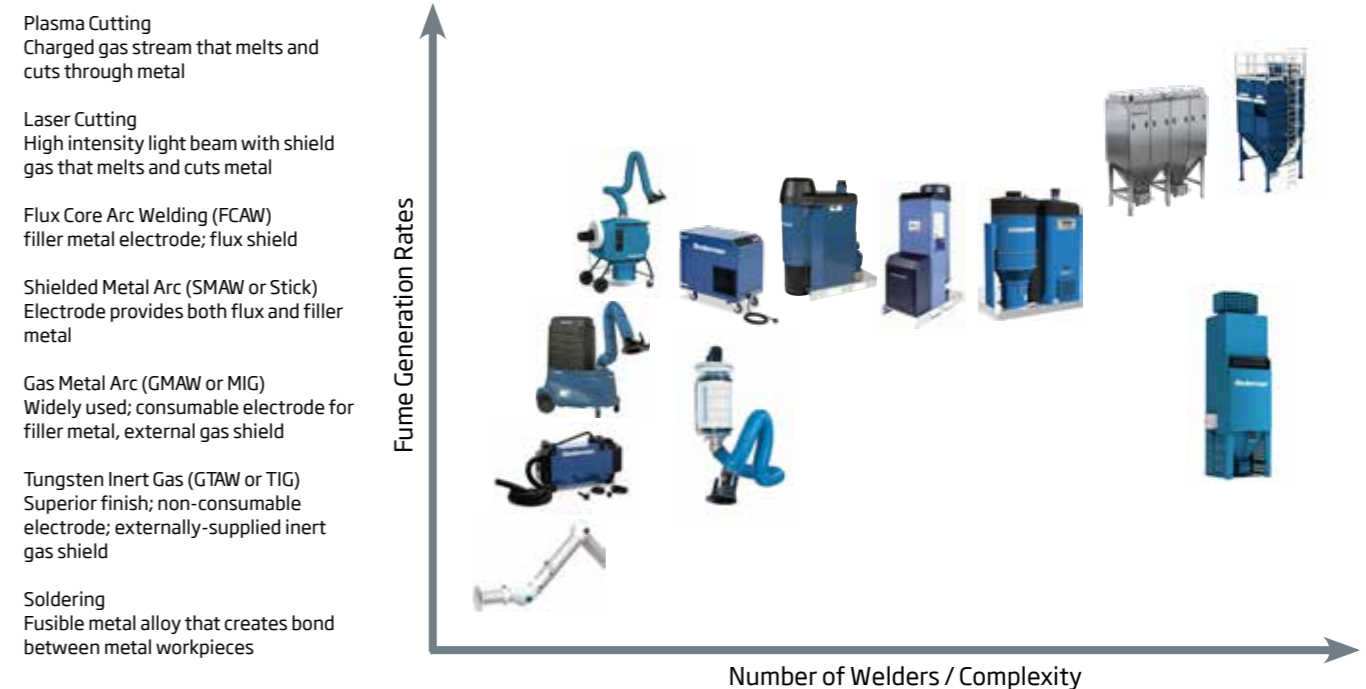 Plasma Cutting
Charged gas stream that melts and
cuts through metal
Laser Cutting
High intensity light beam with shield
gas that melts and cuts metal
Flux Core Arc Welding (FCAW)
filler metal electrode; flux shield
Shielded Metal Arc (SMAW or Stick)
Electrode provides both flux and filler
metal
Gas Metal Arc (GMAW or MIG)
Widely used; consumable electrode for
filler metal, external gas shield
Tungsten Inert Gas (GTAW or TIG)
Superior finish; non-consumable
electrode; externally-supplied inert
gas shield
Soldering
Fusible metal alloy that creates bond
between metal workpieces
Fume Generation Rates
Number of Welders / Complexity